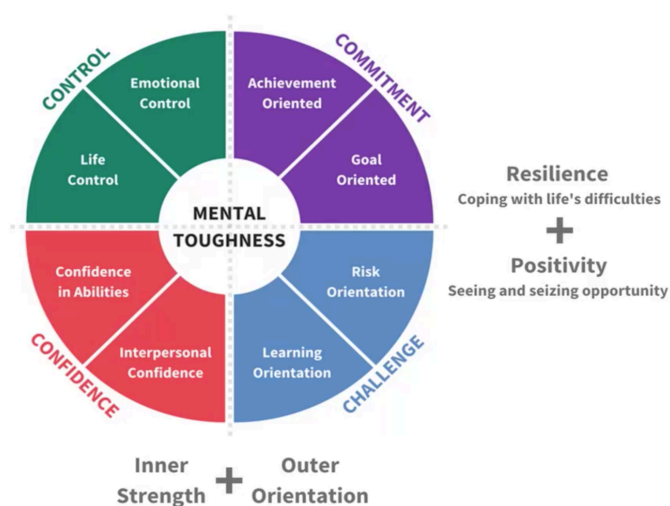 CONTROL
COMMITMENT
Emotional
Control
Achievement
Oriented
Life
Control
Goal
Oriented
MENTAL
TOUGHNESS
Confidence
in Abilities
Risk
Orientation
Interpersonal
Confidence
Learning
Orientation
CONFIDENCE
CHALLENGE
Resilience
Coping with life's difficulties
+
Positivity
Seeing and seizing opportunity
Inner
Strength
+
Outer
Orientation